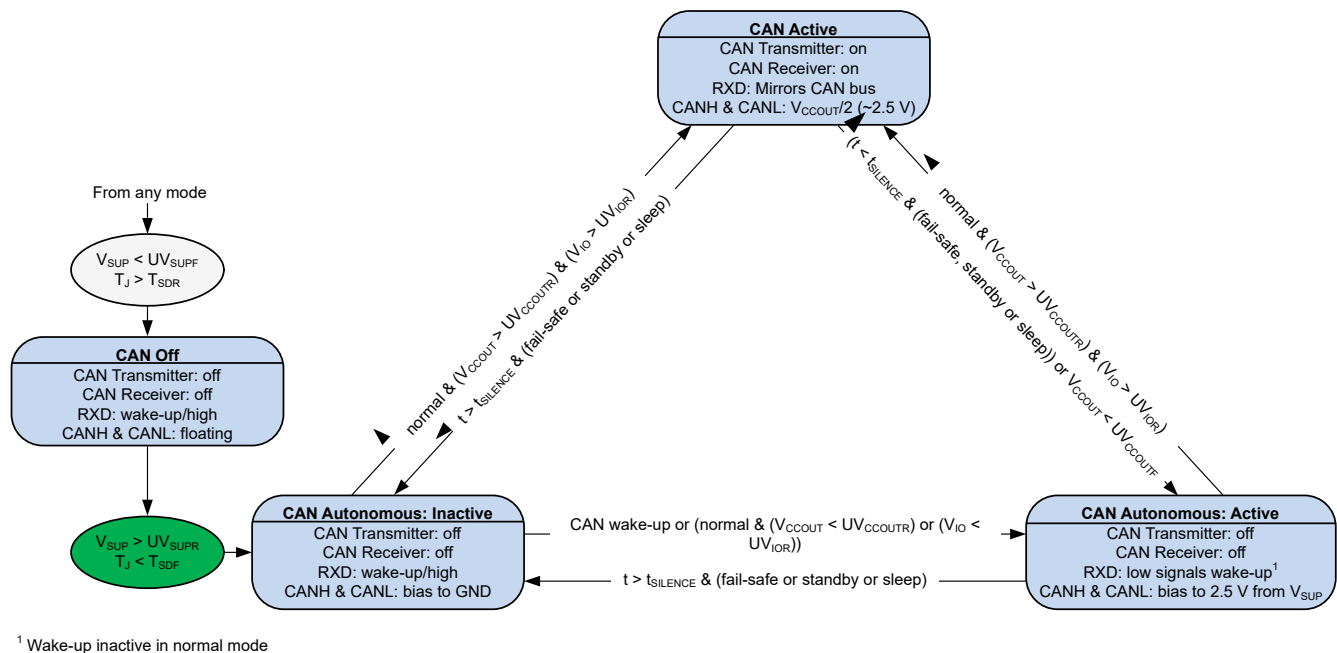 CAN Active
CAN Transmitter: on
CAN Receiver: on
RXD: Mirrors CAN bus
CANH & CANL: VCCOUT/2 (~2.5 V)
From any mode
VSUP < UVSUPF
TJ > TSDR
CAN Off
CAN Transmitter: off
CAN Receiver: off
RXD: wake-up/high
CANH & CANL: floating
VSUP > UVSUPR
TJ < TSDF
normal & (VCCOUT > UVCCOUTR) & (VIO > UVIOR)
t > tSILENCE & (fail-safe or standby or sleep)
(t < tSILENCE & (fail-safe, standby or sleep)) or VCCOUT < UVCCOUTF
normal & (VCCOUT > UVCCOUTR) & (VIO > UVIOR)
CAN Autonomous: Inactive
CAN Transmitter: off
CAN Receiver: off
RXD: wake-up/high
CANH & CANL: bias to GND
CAN wake-up or (normal & (VCCOUT < UVCCOUTR) or (VIO <
UVIOR))
t > tSILENCE & (fail-safe or standby or sleep)
CAN Autonomous: Active
CAN Transmitter: off
CAN Receiver: off
RXD: low signals wake-up1
CANH & CANL: bias to 2.5 V from VSUP
1 Wake-up inactive in normal mode